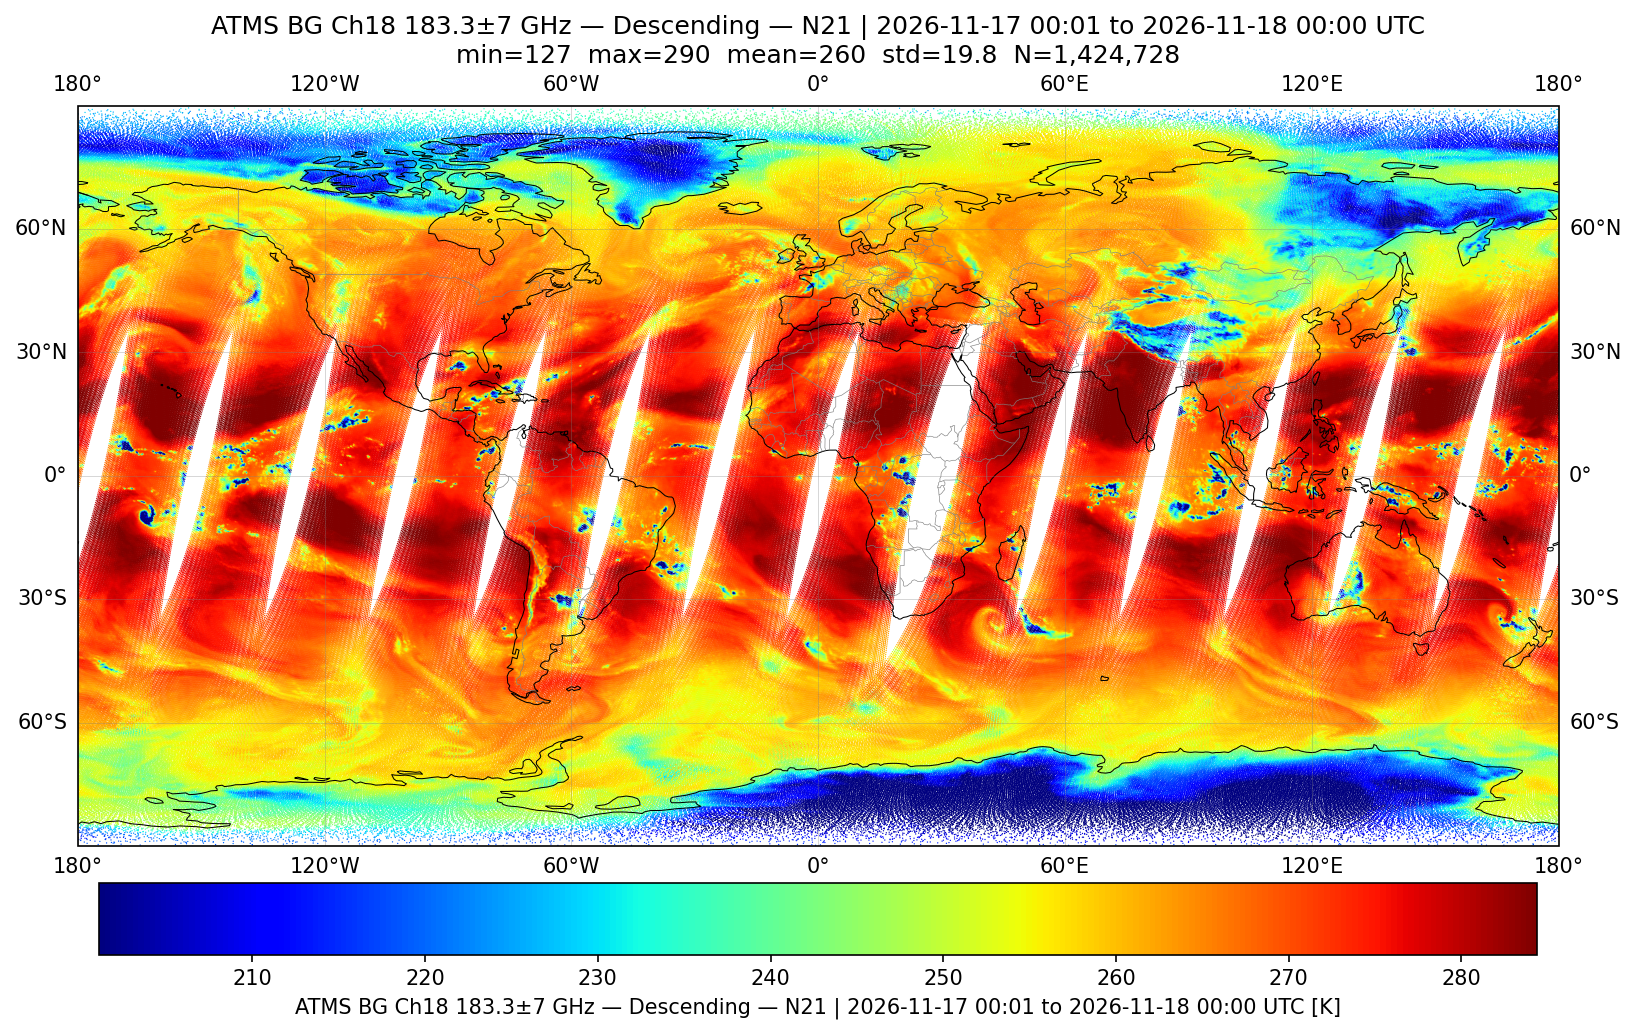 ATMS BG Ch18 183.3±7 GHz — Descending — N21 | 2026-11-17 00:01 to 2026-11-18 00:00 UTC
min=127  max=290  mean=260  std=19.8  N=1,424,728
180° 120°W 60°W 0° 60°E 120°E 180°
60°N 60°N
30°N 30°N
0° 0°
30°S 30°S
60°S 60°S
180° 120°W 60°W 0° 60°E 120°E 180°
210 220 230 240 250 260 270 280
ATMS BG Ch18 183.3±7 GHz — Descending — N21 | 2026-11-17 00:01 to 2026-11-18 00:00 UTC [K]